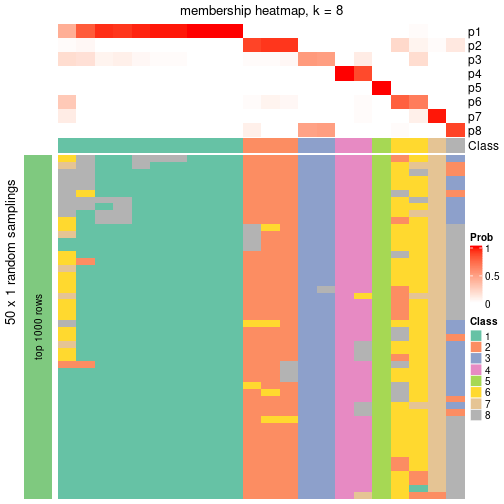 membership heatmap, k = 8
p1
p2
p3
p4
p5
p6
p7
p8
Class
50 x 1 random samplings
top 1000 rows
Prob
1
0.5
0
Class
1
2
3
4
5
6
7
8